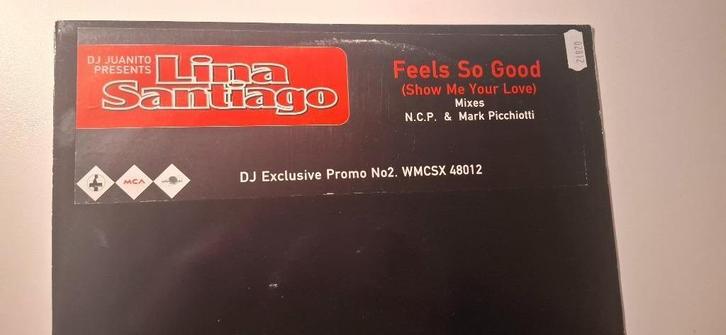 DJ JUANITO
PRESENTS
Lina
Santiago
Feels So Good
(Show Me Your Love)
Mixes
N.C.P. & Mark Picchiotti
02812
MCA
DJ Exclusive Promo No2. WMCSX 48012